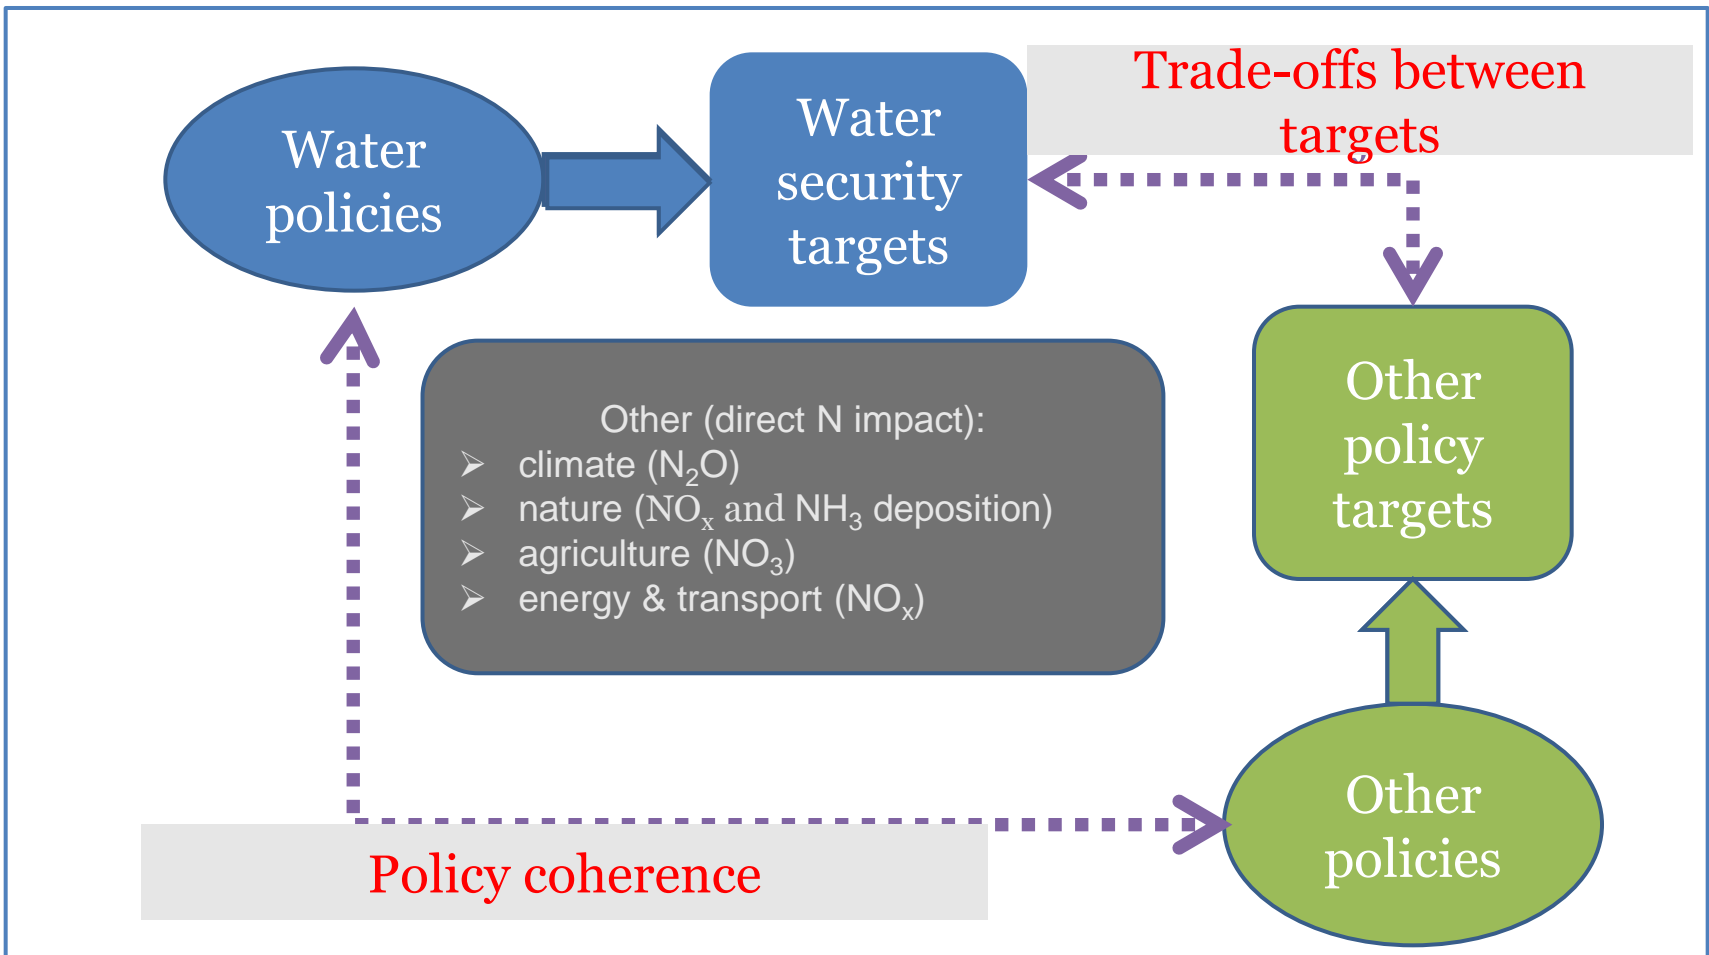 Trade-offs between
targets
Water
policies
Water
security
targets
Other (direct N impact):
➢ climate (N₂O)
➢ nature (NOₓ and NH₃ deposition)
➢ agriculture (NO₃)
➢ energy & transport (NOₓ)
Other
policy
targets
Other
policies
Policy coherence